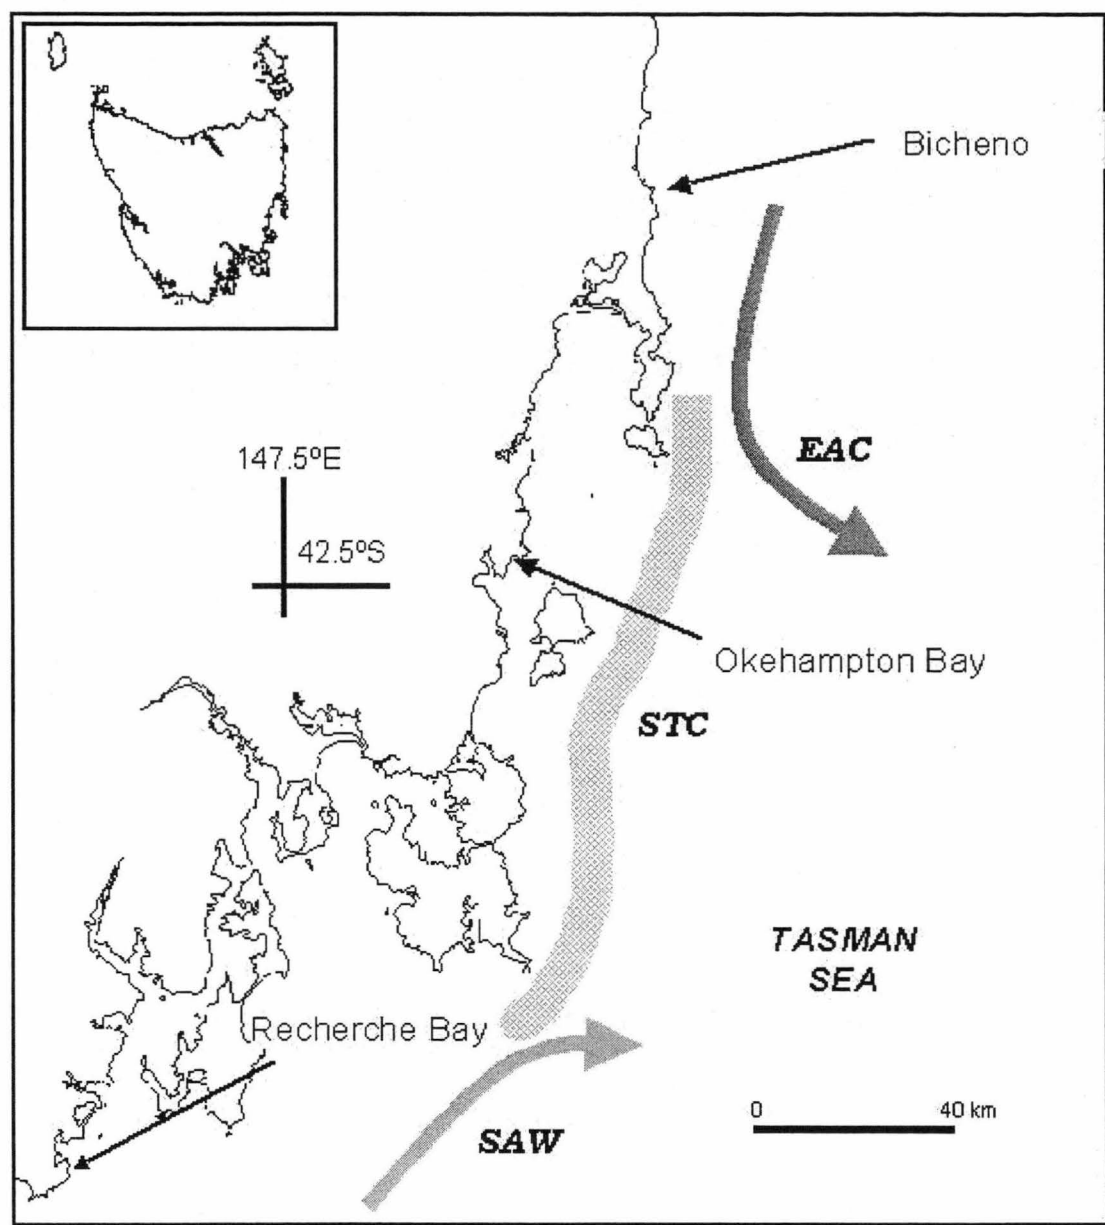 Bicheno
EAC
147.5ºE
42.5ºS
Okehampton Bay
STC
TASMAN
SEA
Recherche Bay
SAW
0 40 km